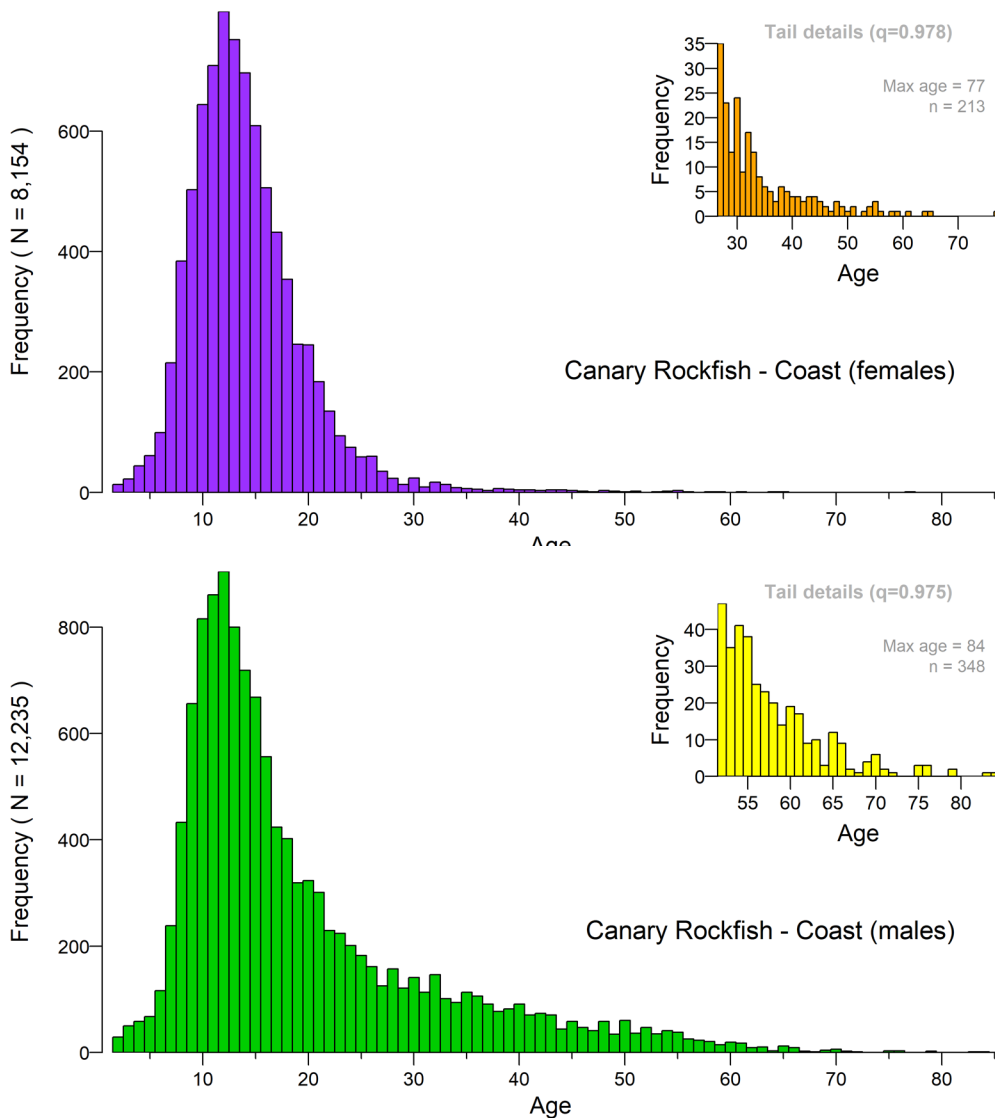 Tail details (q=0.978)
Max age = 77
n = 213
Frequency
35
30
25
20
15
10
5
0
30 40 50 60 70
Age
Frequency ( N = 8,154 )
600
400
200
0
Canary Rockfish - Coast (females)
10 20 30 40 50 60 70 80
Age
Tail details (q=0.975)
Max age = 84
n = 348
Frequency
40
30
20
10
0
55 60 65 70 75 80
Age
Frequency ( N = 12,235 )
800
600
400
200
0
Canary Rockfish - Coast (males)
10 20 30 40 50 60 70 80
Age